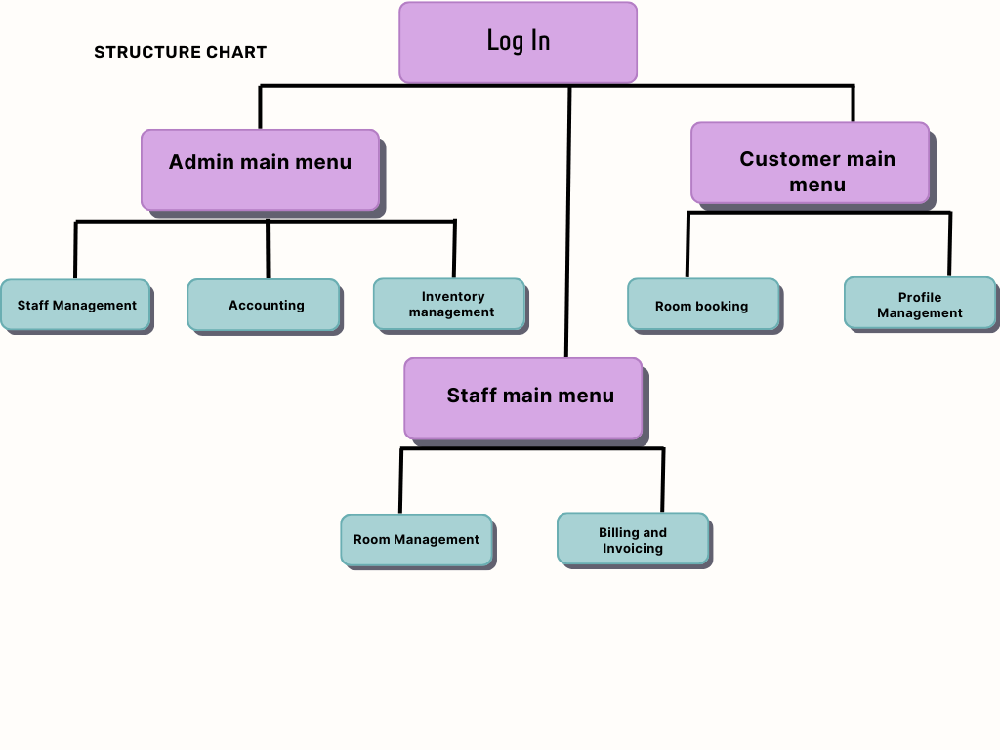 Log In
STRUCTURE CHART
Admin main menu
Customer main
menu
Staff Management
Accounting
Inventory
management
Room booking
Profile
Management
Staff main menu
Room Management
Billing and
Invoicing